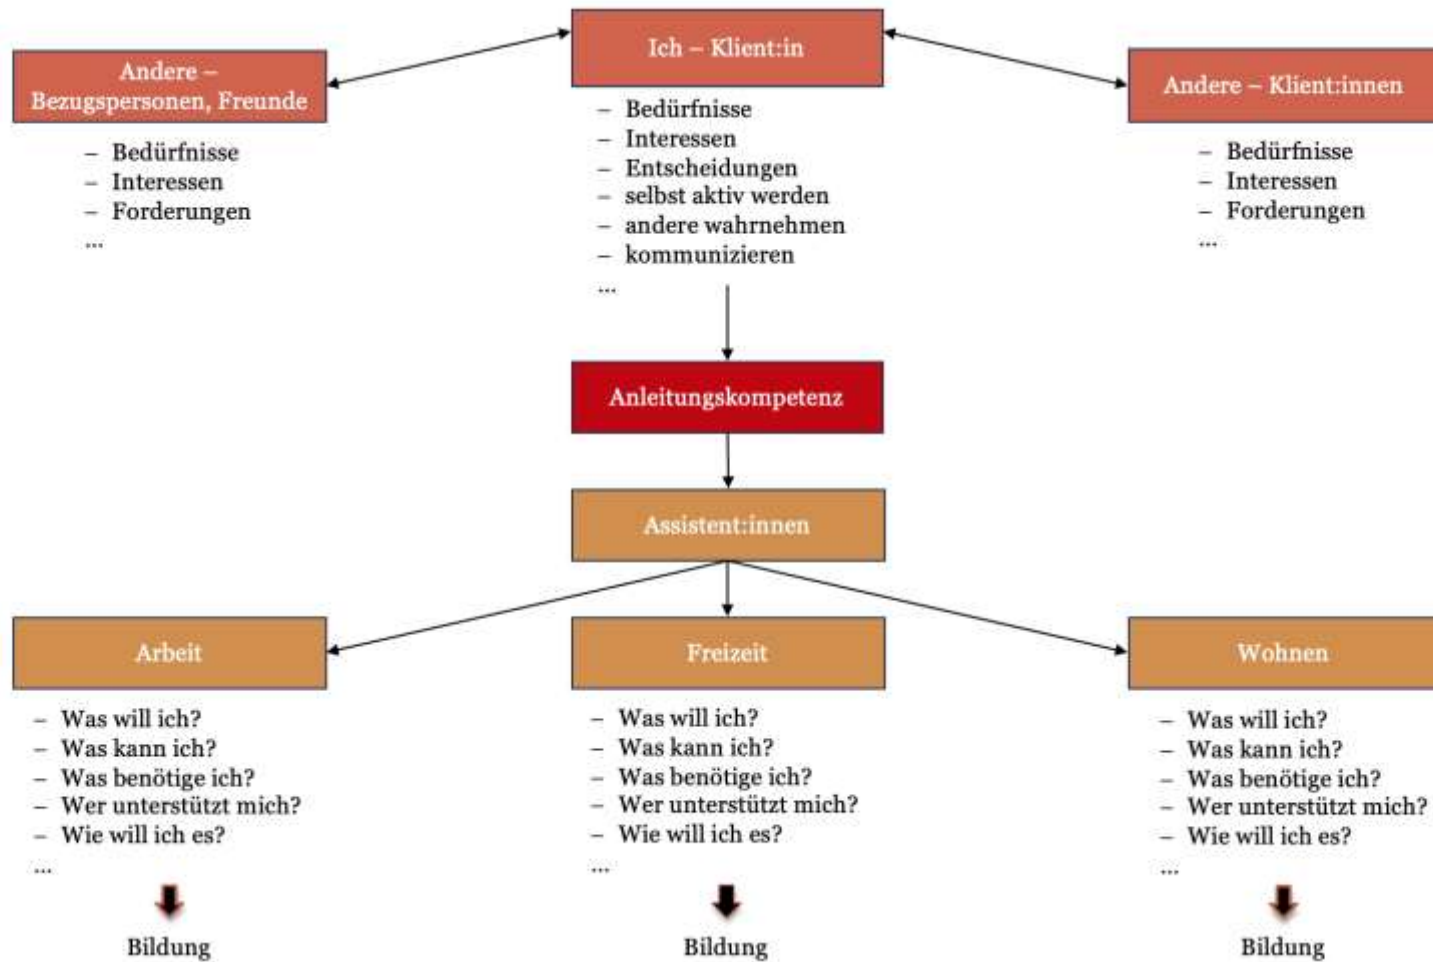 Ich – Klient:in
Andere –
Bezugspersonen, Freunde
Andere – Klient:innen
– Bedürfnisse
– Interessen
– Forderungen
...
– Bedürfnisse
– Interessen
– Entscheidungen
– selbst aktiv werden
– andere wahrnehmen
– kommunizieren
...
– Bedürfnisse
– Interessen
– Forderungen
...
Anleitungskompetenz
Assistent:innen
Arbeit
– Was will ich?
– Was kann ich?
– Was benötige ich?
– Wer unterstützt mich?
– Wie will ich es?
...
Bildung
Freizeit
– Was will ich?
– Was kann ich?
– Was benötige ich?
– Wer unterstützt mich?
– Wie will ich es?
...
Bildung
Wohnen
– Was will ich?
– Was kann ich?
– Was benötige ich?
– Wer unterstützt mich?
– Wie will ich es?
...
Bildung